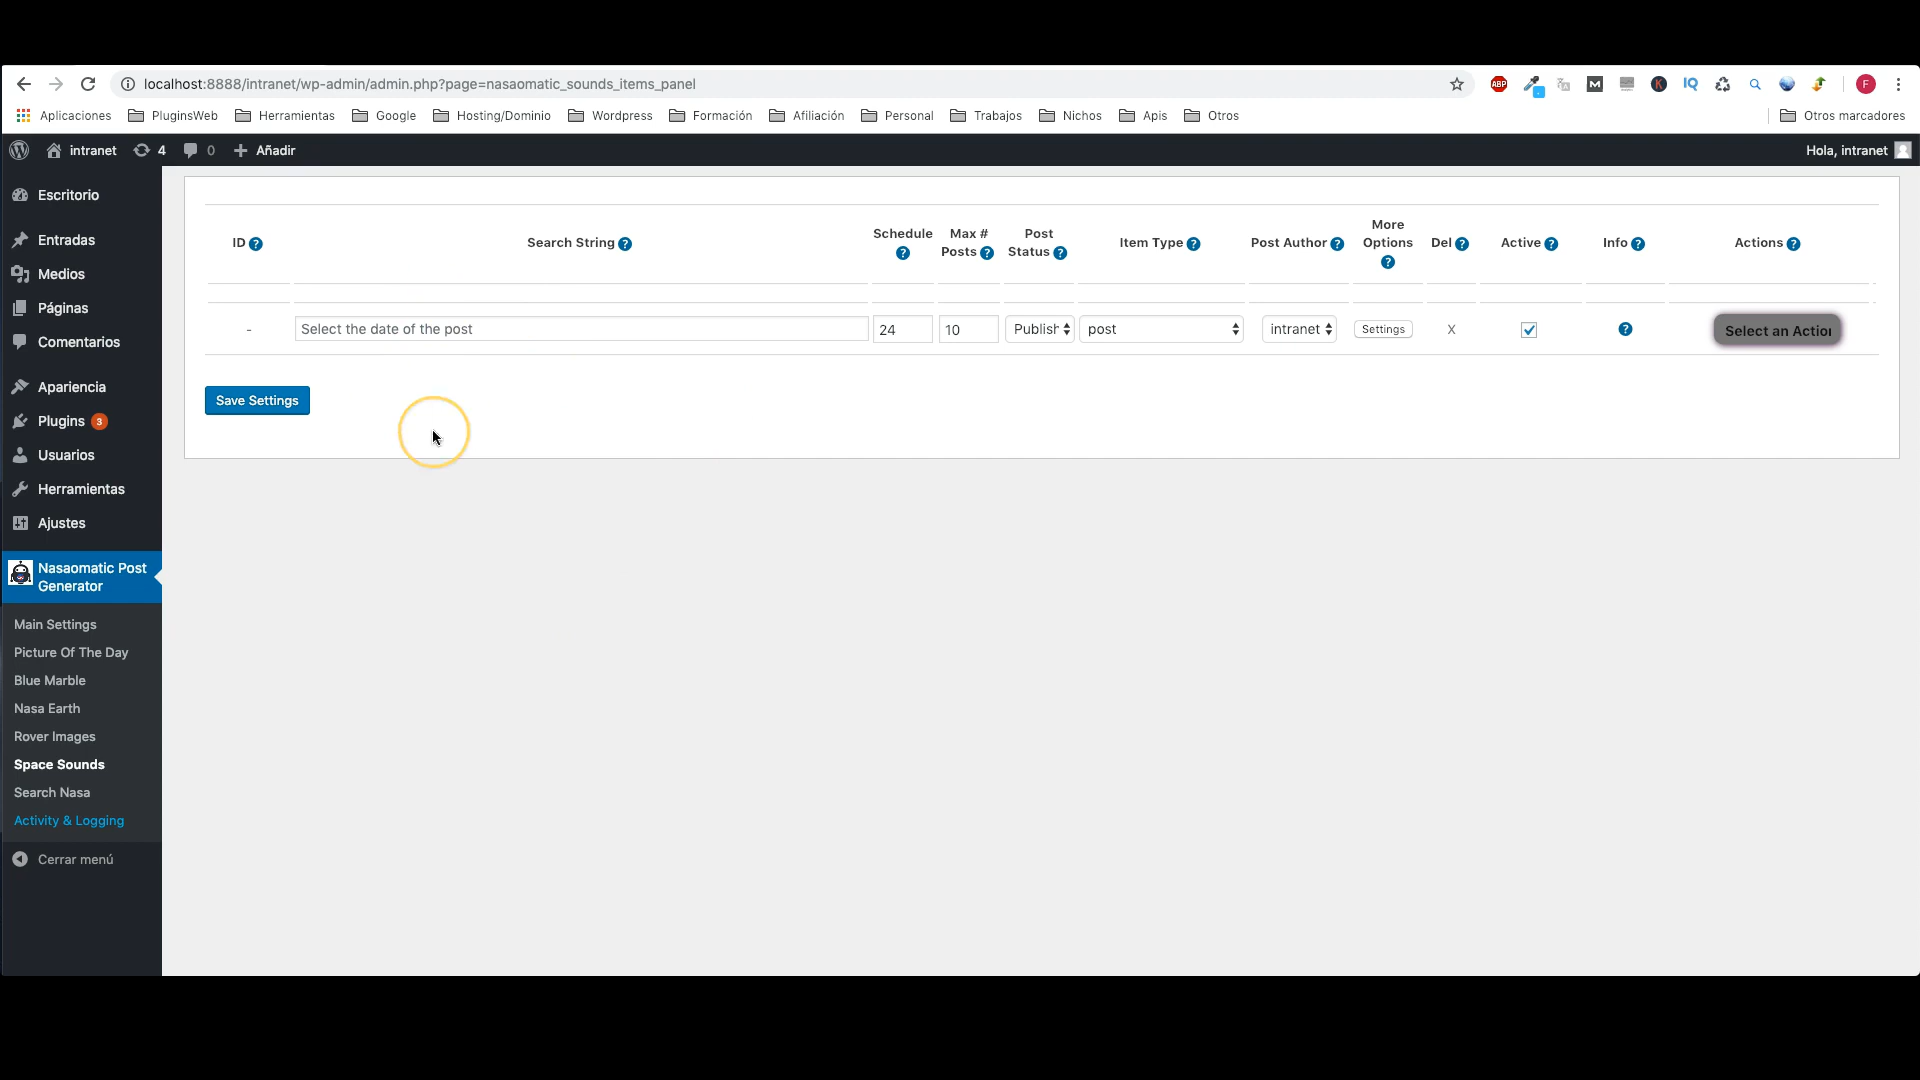 localhost:8888/intranet/wp-admin/admin.php?page=nasaomatic_sounds_items_panel
ABP M K IQ F
Aplicaciones PluginsWeb Herramientas Google Hosting/Dominio Wordpress Formación Afiliación Personal Trabajos Nichos Apis Otros Otros marcadores
intranet 4 0 Añadir Hola, intranet
Escritorio
Entradas
Medios
Páginas
Comentarios
Apariencia
Plugins 3
Usuarios
Herramientas
Ajustes
Nasaomatic Post
Generator
Main Settings
Picture Of The Day
Blue Marble
Nasa Earth
Rover Images
Space Sounds
Search Nasa
Activity & Logging
Cerrar menú
ID ?
Search String ?
Schedule
?
Max #
Posts ?
Post
Status ?
Item Type ?
Post Author ?
More
Options
?
Del ?
Active ?
Info ?
Actions ?
- Select the date of the post 24 10 Publish post intranet Settings X ? Select an Action
Save Settings